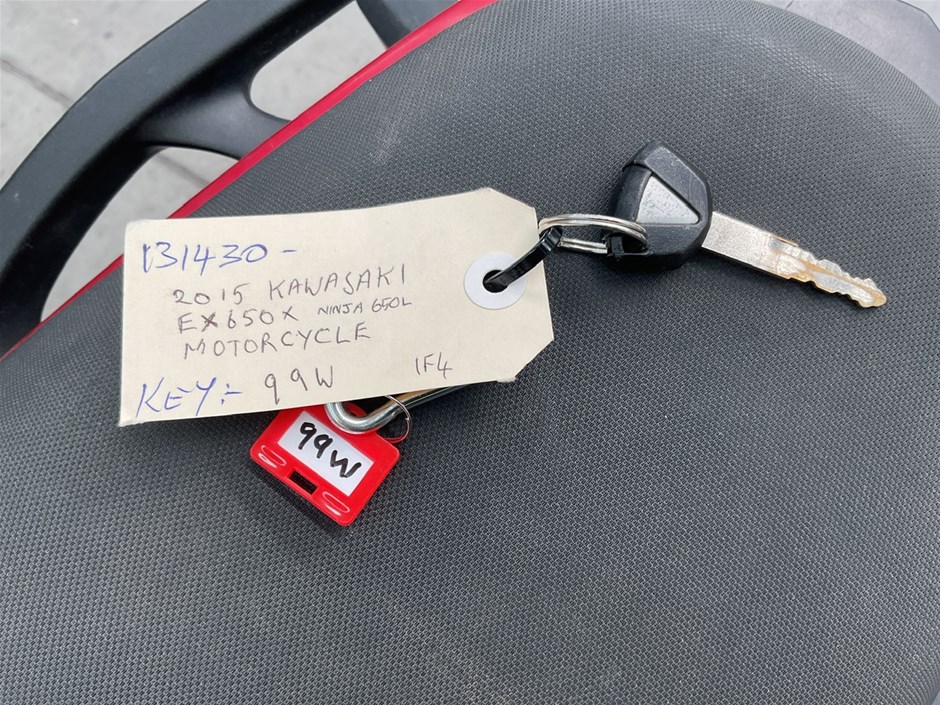 131430-
2015 KAWASAKI
EX650X NINJA 650L
MOTORCYCLE
KEY:- 99W 1F4
99W